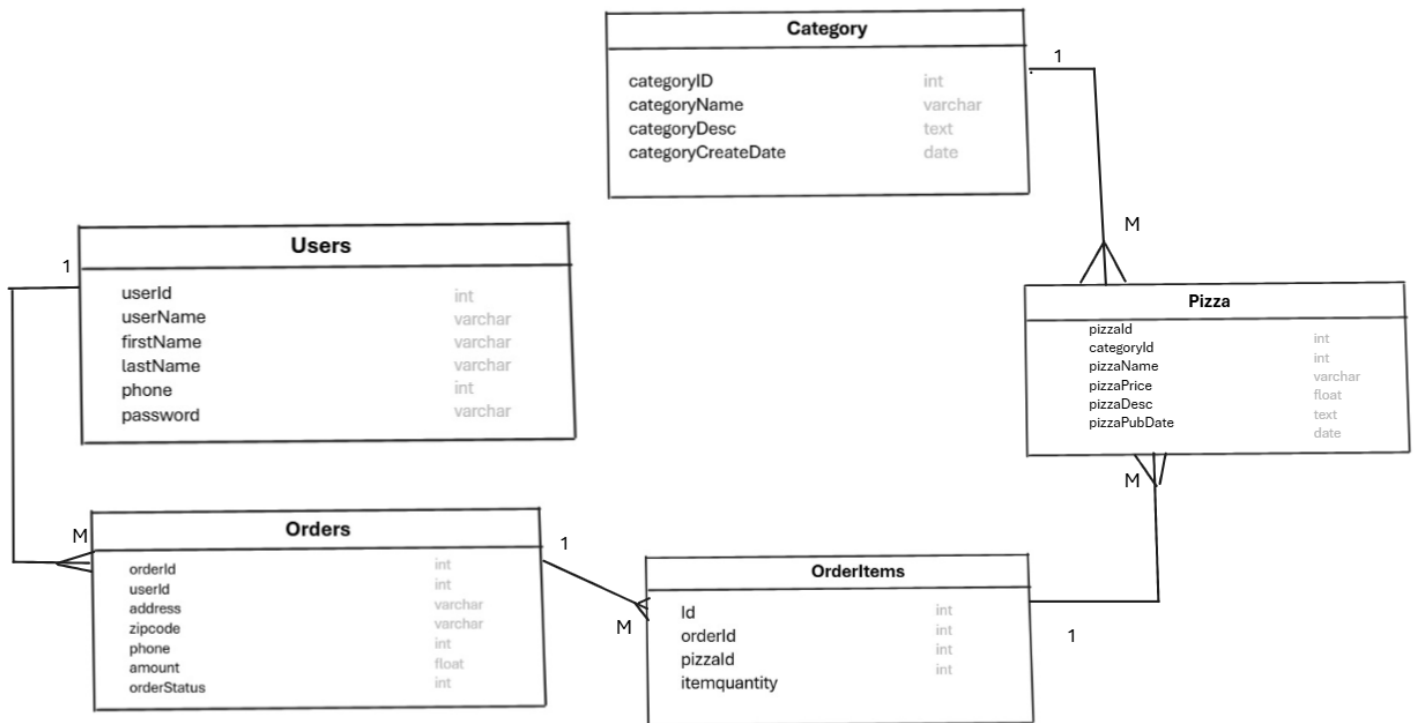 Category
categoryID int
categoryName varchar
categoryDesc text
categoryCreateDate date
1
M
Users
1
userId int
userName varchar
firstName varchar
lastName varchar
phone int
password varchar
Pizza
pizzaId int
categoryId int
pizzaName varchar
pizzaPrice float
pizzaDesc text
pizzaPubDate date
M
Orders
M
orderId int
userId int
address varchar
zipcode varchar
phone int
amount float
orderStatus int
1
M
OrderItems
Id int
orderId int
pizzaId int
itemquantity int
1